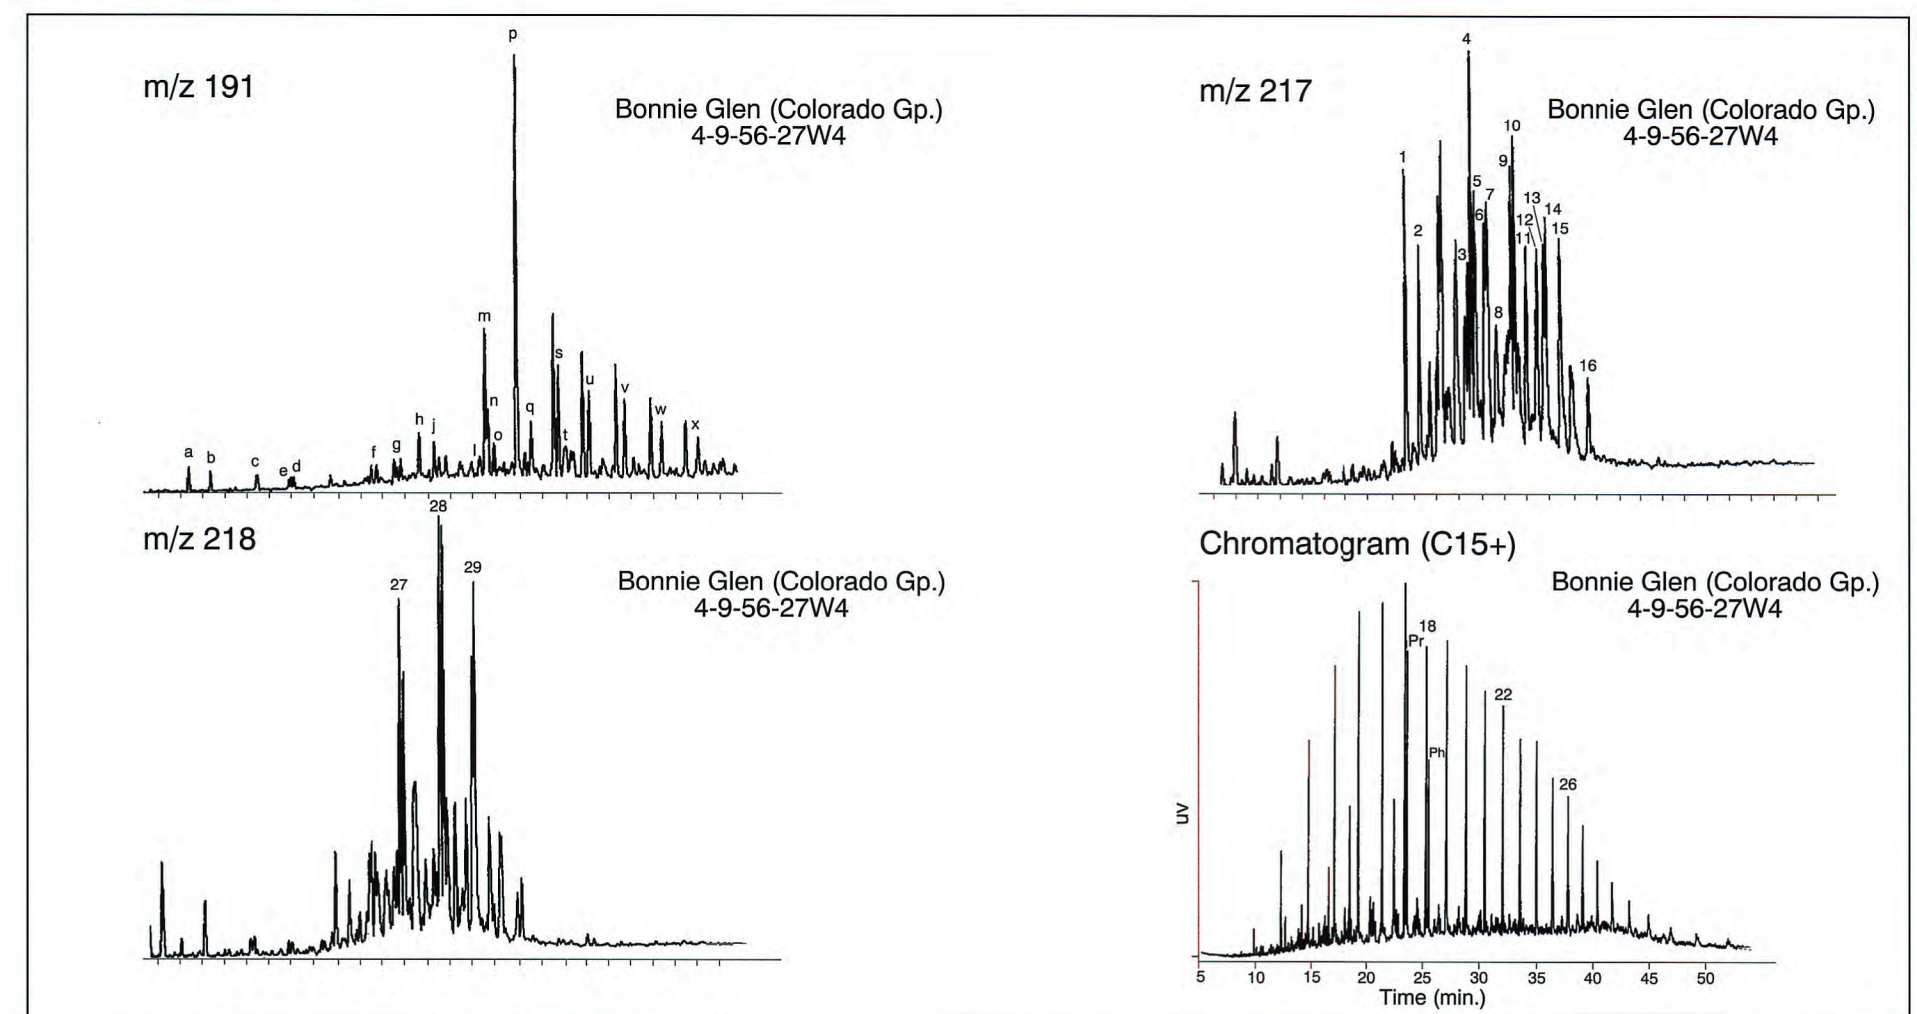 m/z 191
Bonnie Glen (Colorado Gp.)
4-9-56-27W4
p
m
n
o
q
s
t
u
v
w
x
a
b
c
e
d
f
g
h
j
l
m/z 217
Bonnie Glen (Colorado Gp.)
4-9-56-27W4
1
2
3
4
5
6
7
8
9
10
11
12
13
14
15
16
m/z 218
Bonnie Glen (Colorado Gp.)
4-9-56-27W4
27
28
29
Chromatogram (C15+)
Bonnie Glen (Colorado Gp.)
4-9-56-27W4
Pr
18
Ph
22
26
uv
5 10 15 20 25 30 35 40 45 50
Time (min.)